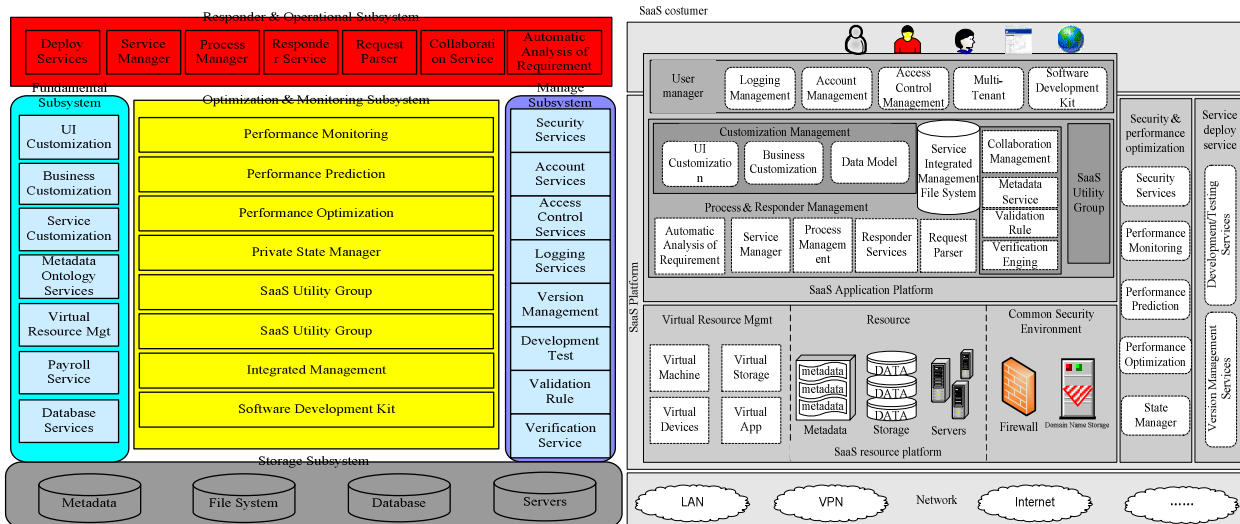 Responder & Operational Subsystem
Deploy
Services
Service
Manager
Process
Manager
Responde
r Service
Request
Parser
Collaborati
on Service
Automatic
Analysis of
Requirement
Fundamental
Subsystem
UI
Customization
Business
Customization
Service
Customization
Metadata
Ontology
Services
Virtual
Resource Mgt
Payroll
Service
Database
Services
Optimization & Monitoring Subsystem
Performance Monitoring
Performance Prediction
Performance Optimization
Private State Manager
SaaS Utility Group
SaaS Utility Group
Integrated Management
Software Development Kit
Manage
Subsystem
Security
Services
Account
Services
Access
Control
Services
Logging
Services
Version
Management
Development
Test
Validation
Rule
Verification
Service
Storage Subsystem
Metadata
File System
Database
Servers
SaaS costumer
SaaS Platform
User
manager
Logging
Management
Account
Management
Access
Control
Management
Multi-
Tenant
Software
Development
Kit
Customization Management
UI
Customizatio
n
Business
Customization
Data Model
Service
Integrated
Management
File System
Collaboration
Management
Metadata
Service
Validation
Rule
Verification
Enging
SaaS
Utility
Group
Process & Responder Management
Automatic
Analysis of
Requirement
Service
Manager
Process
Managem
ent
Responder
Services
Request
Parser
SaaS Application Platform
Virtual Resource Mgmt
Virtual
Machine
Virtual
Storage
Virtual
Devices
Virtual
App
Resource
metadata
metadata
metadata
Metadata
DATA
DATA
DATA
Storage
Servers
Common Security
Environment
Firewall
Domain Name Storage
SaaS resource platform
Security &
performance
optimization
Security
Services
Performance
Monitoring
Performance
Prediction
Performance
Optimization
State
Manager
Service
deploy
service
Development/Testing
Services
Version Management
Services
LAN
VPN
Network
Internet
......